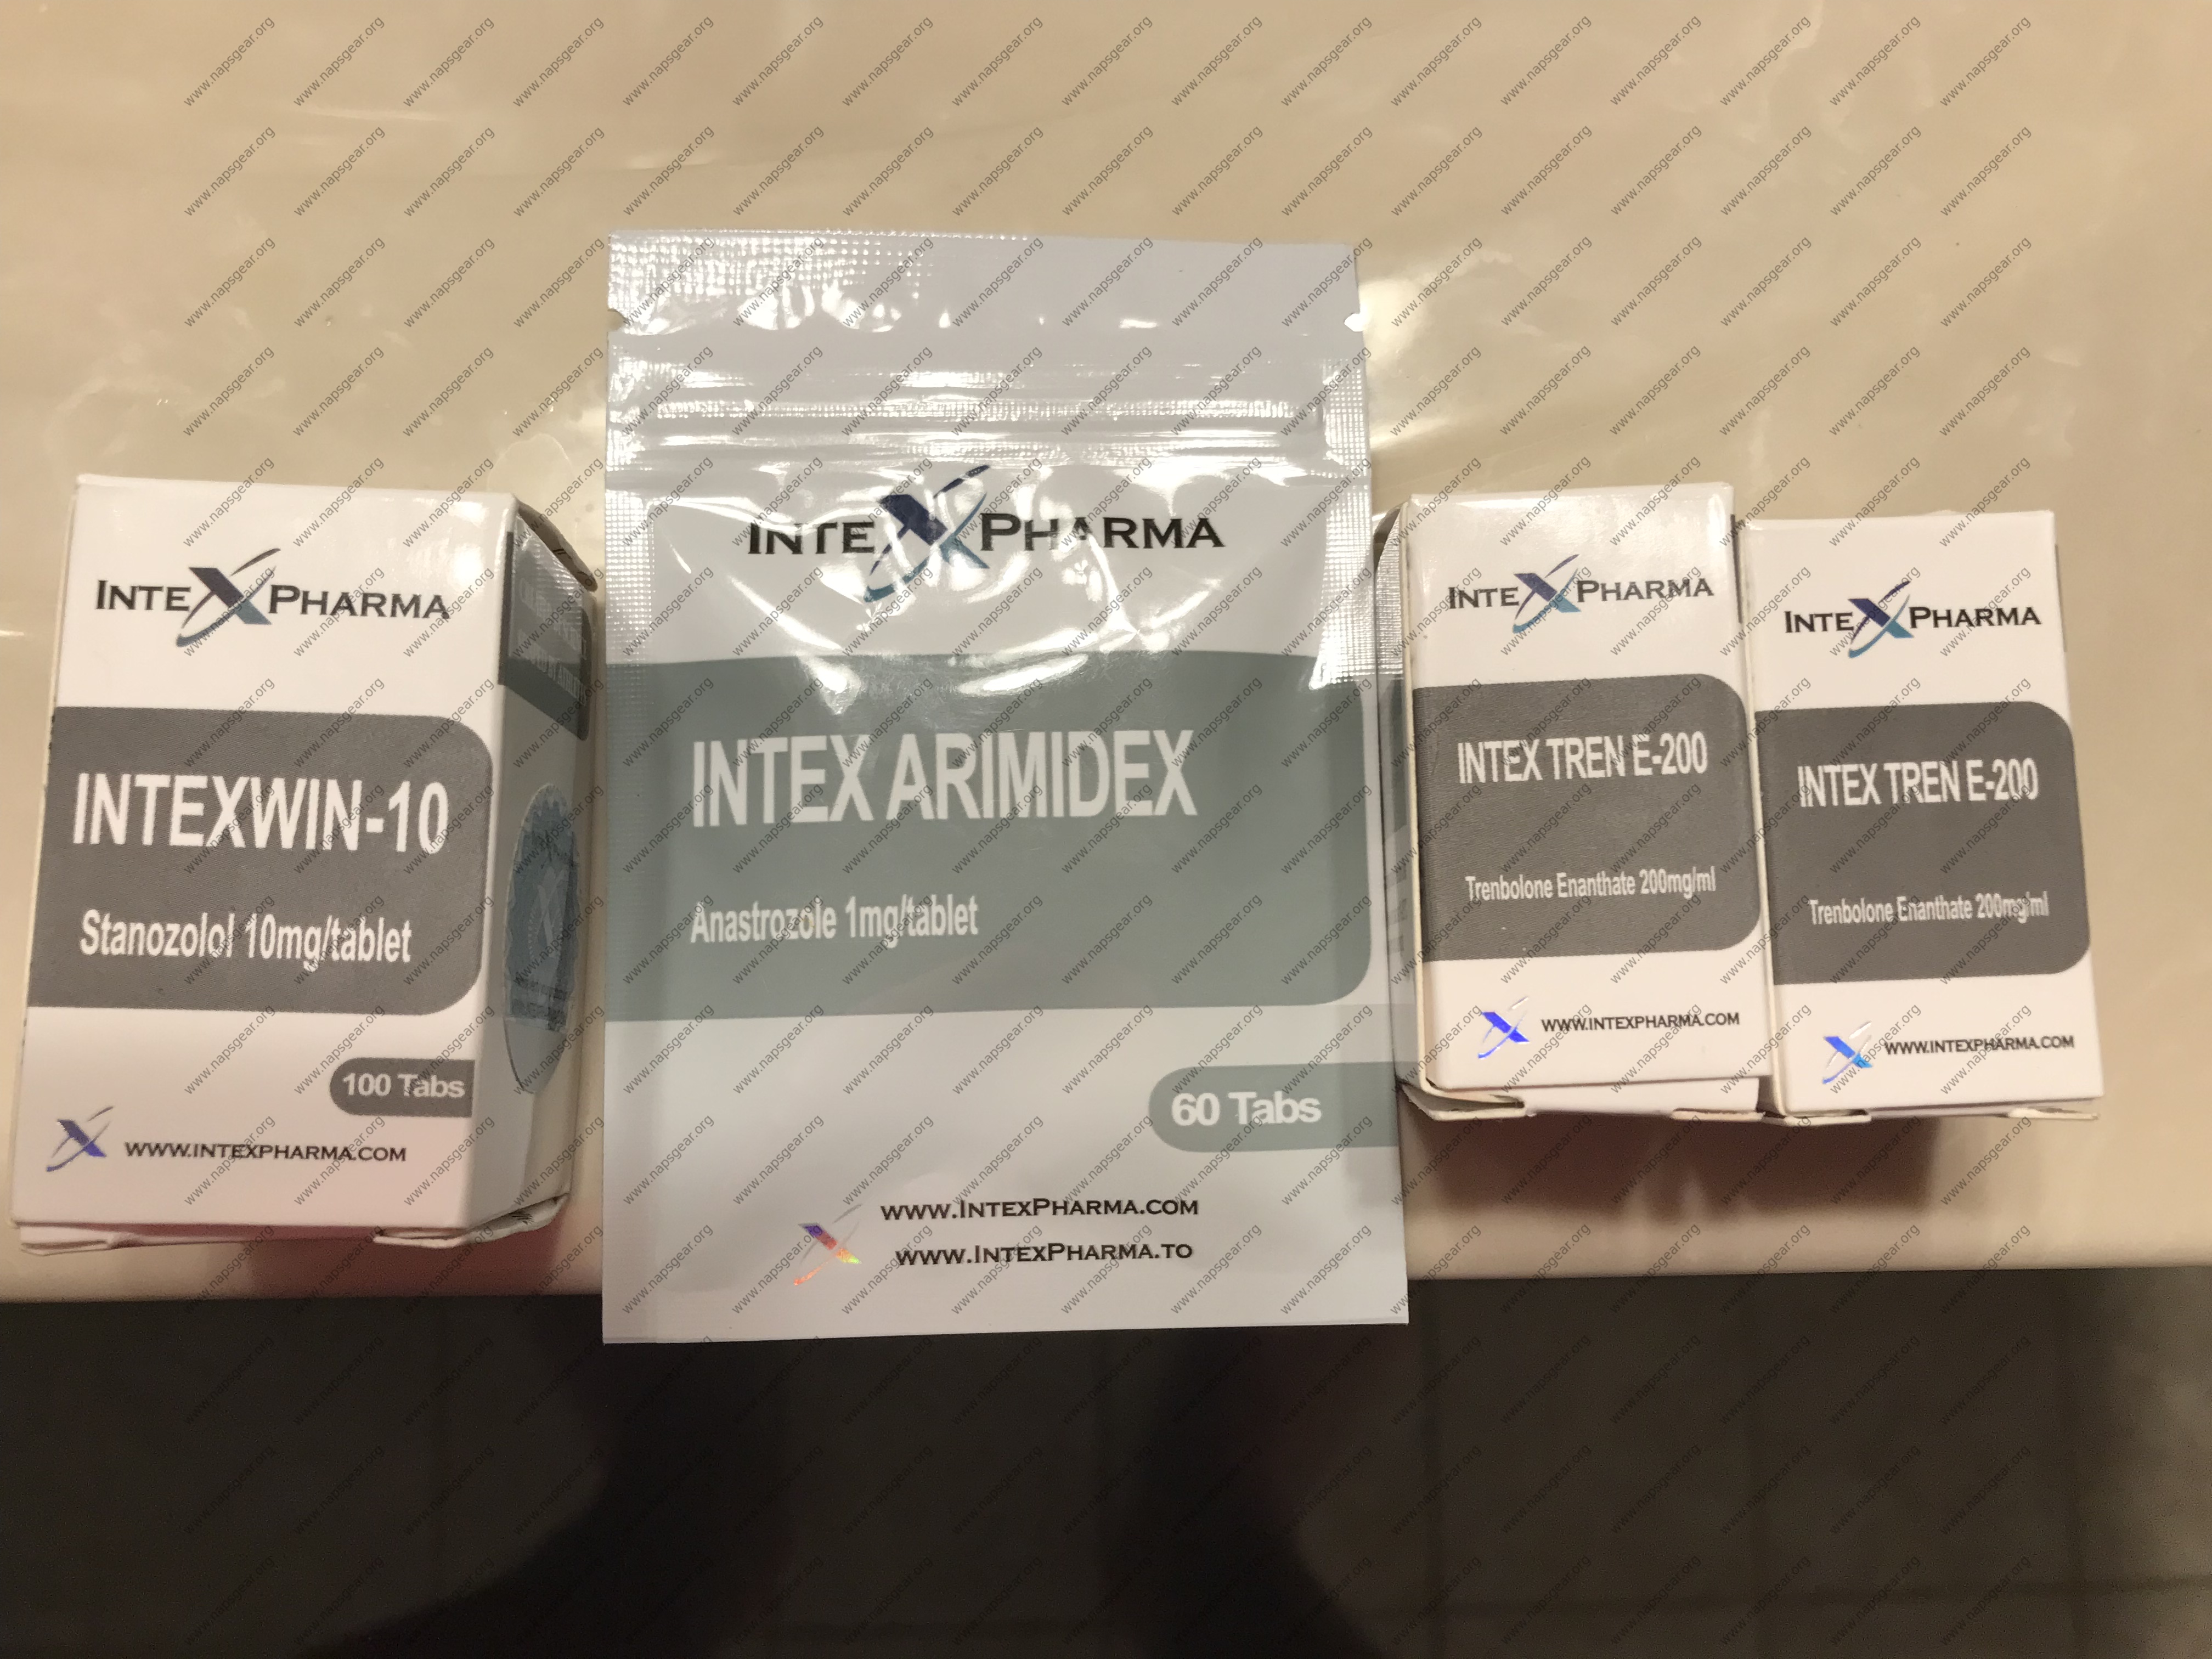 INTEXPHARMA
INTEXWIN-10
Stanozolol 10mg/tablet
100 Tabs
WWW.INTEXPHARMA.COM
INTEXPHARMA
INTEX ARIMIDEX
Anastrozole 1mg/tablet
60 Tabs
WWW.INTEXPHARMA.COM
WWW.INTEXPHARMA.TO
INTEXPHARMA
INTEX TREN E-200
Trenbolone Enanthate 200mg/ml
WWW.INTEXPHARMA.COM
INTEXPHARMA
INTEX TREN E-200
Trenbolone Enanthate 200mg/ml
WWW.INTEXPHARMA.COM
www.napsgear.org